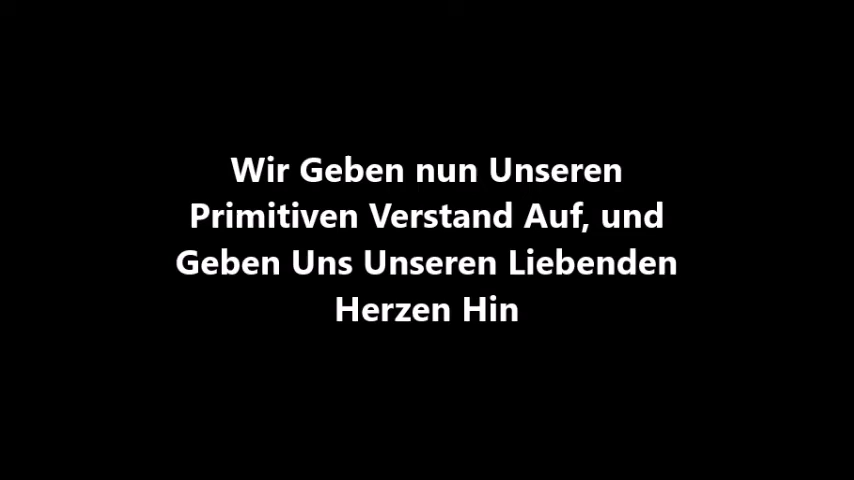 Wir Geben nun Unseren
Primitiven Verstand Auf, und
Geben Uns Unseren Liebenden
Herzen Hin